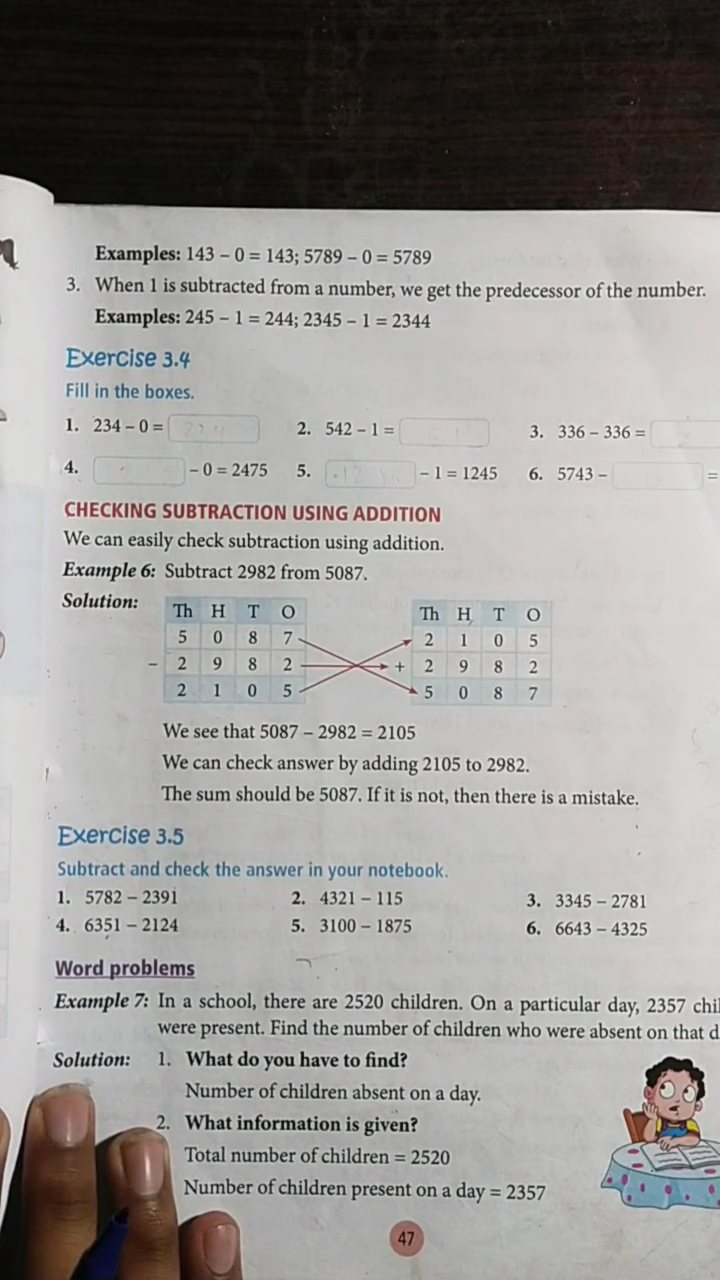 Examples: 143 – 0 = 143; 5789 – 0 = 5789
3. When 1 is subtracted from a number, we get the predecessor of the number.
Examples: 245 – 1 = 244; 2345 – 1 = 2344
Exercise 3.4
Fill in the boxes.
1. 234 – 0 = 2. 542 – 1 = 3. 336 – 336 =
4. – 0 = 2475 5. – 1 = 1245 6. 5743 – =
CHECKING SUBTRACTION USING ADDITION
We can easily check subtraction using addition.
Example 6: Subtract 2982 from 5087.
Solution: Th H T O Th H T O
5 0 8 7 2 1 0 5
– 2 9 8 2 + 2 9 8 2
2 1 0 5 5 0 8 7
We see that 5087 – 2982 = 2105
We can check answer by adding 2105 to 2982.
The sum should be 5087. If it is not, then there is a mistake.
Exercise 3.5
Subtract and check the answer in your notebook.
1. 5782 – 2391 2. 4321 – 115 3. 3345 – 2781
4. 6351 – 2124 5. 3100 – 1875 6. 6643 – 4325
Word problems
Example 7: In a school, there are 2520 children. On a particular day, 2357
were present. Find the number of children who were absent on that
Solution: 1. What do you have to find?
Number of children absent on a day.
2. What information is given?
Total number of children = 2520
Number of children present on a day = 2357
47